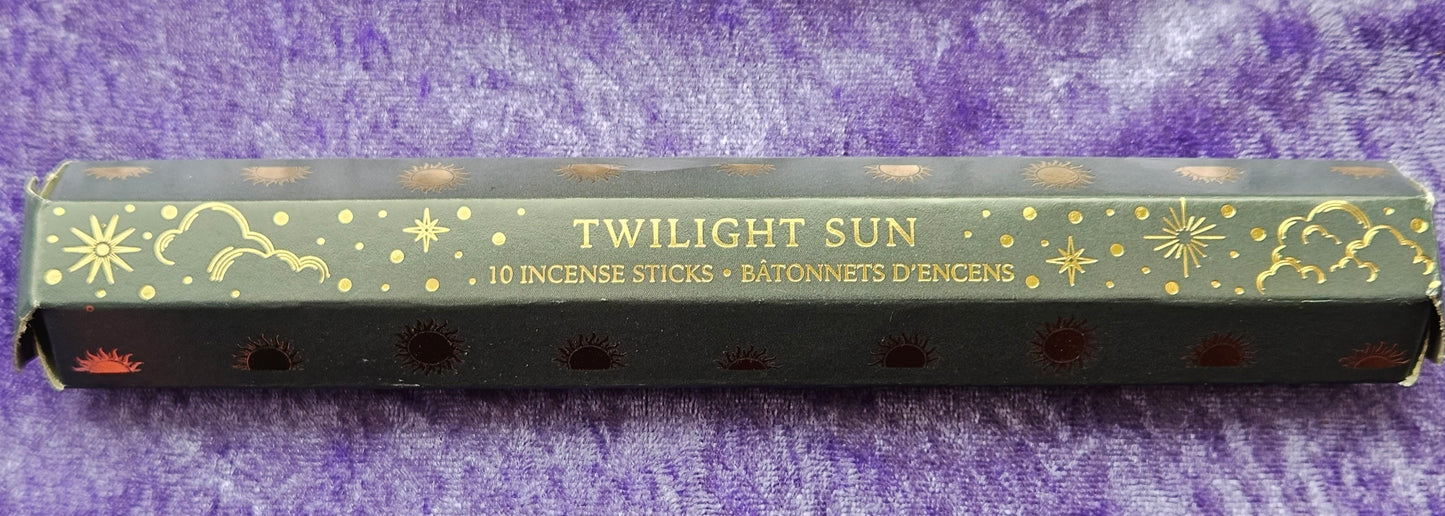 TWILIGHT SUN
10 INCENSE STICKS • BÂTONNETS D'ENCENS